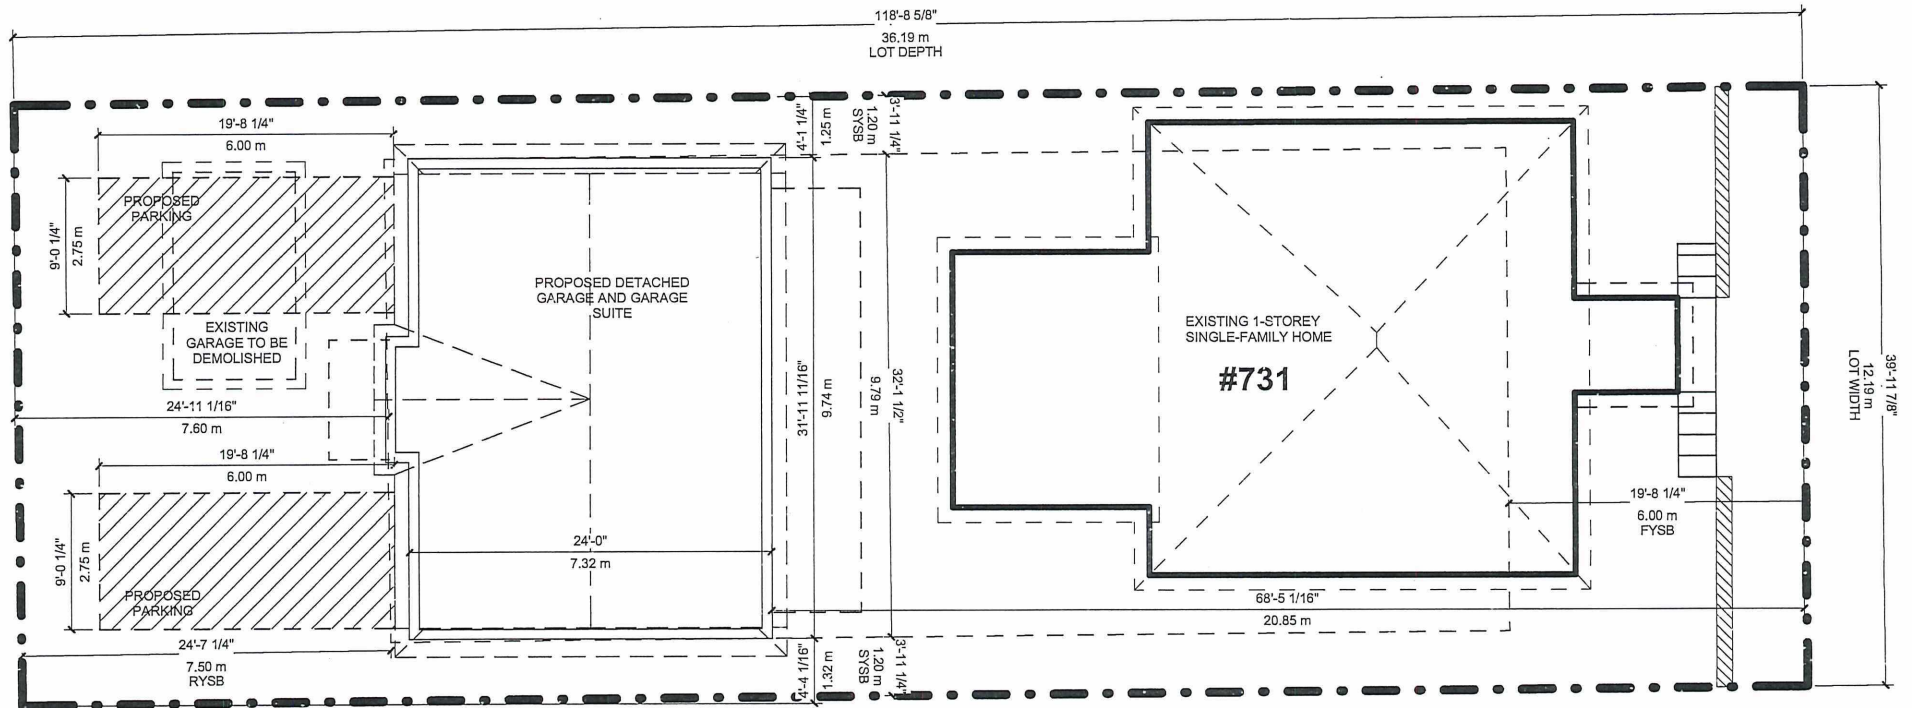 118'-8 5/8"
36.19 m
LOT DEPTH
19'-8 1/4"
6.00 m
4'-1 1/4"
1.25 m
1.20 m
SYSB
3'-11 1/4"
9'-0 1/4"
2.75 m
PROPOSED
PARKING
EXISTING
GARAGE TO BE
DEMOLISHED
24'-11 1/16"
7.60 m
PROPOSED DETACHED
GARAGE AND GARAGE
SUITE
31'-11 11/16"
9.74 m
9.79 m
32'-1 1/2"
EXISTING 1-STOREY
SINGLE-FAMILY HOME
#731
39'-11 7/8"
12.19 m
LOT WIDTH
19'-8 1/4"
6.00 m
9'-0 1/4"
2.75 m
PROPOSED
PARKING
24'-0"
7.32 m
19'-8 1/4"
6.00 m
FYSB
68'-5 1/16"
20.85 m
24'-7 1/4"
7.50 m
RYSB
4'-4 1/16"
1.32 m
1.20 m
SYSB
3'-11 1/4"